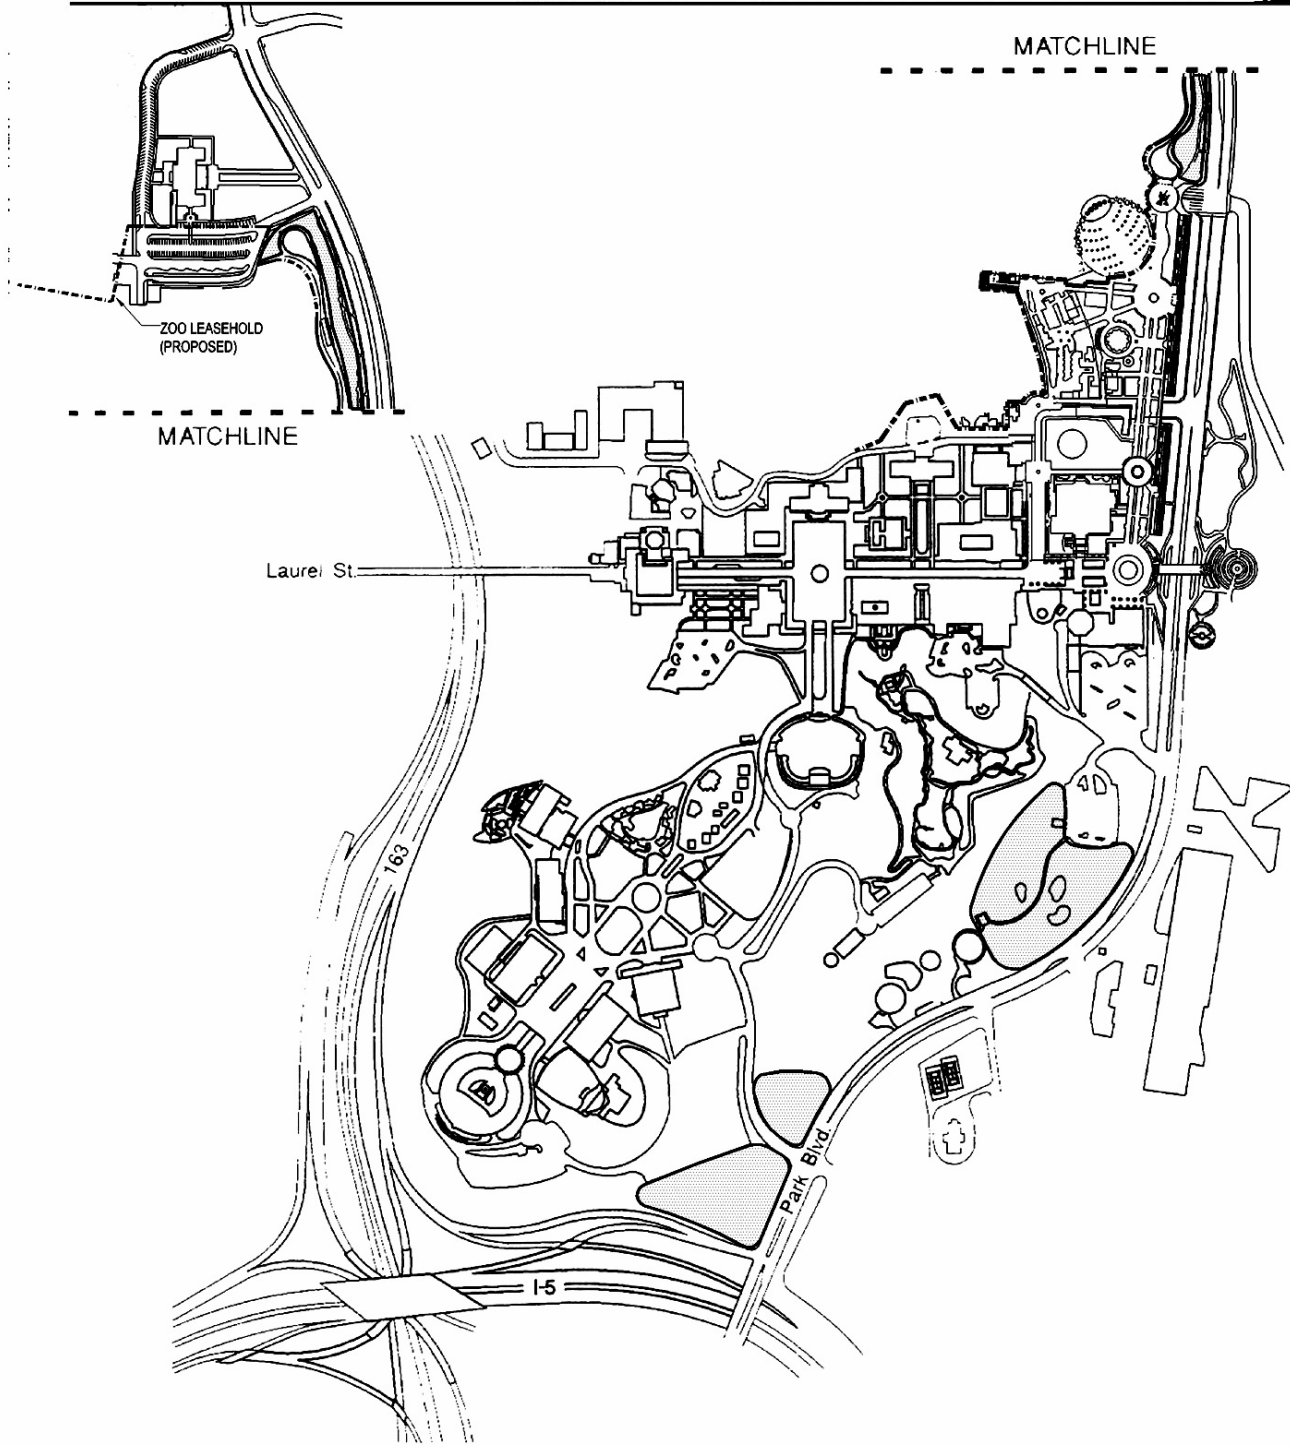 MATCHLINE
ZOO LEASEHOLD
(PROPOSED)
MATCHLINE
Laurel St.
163
Park Blvd.
I-5